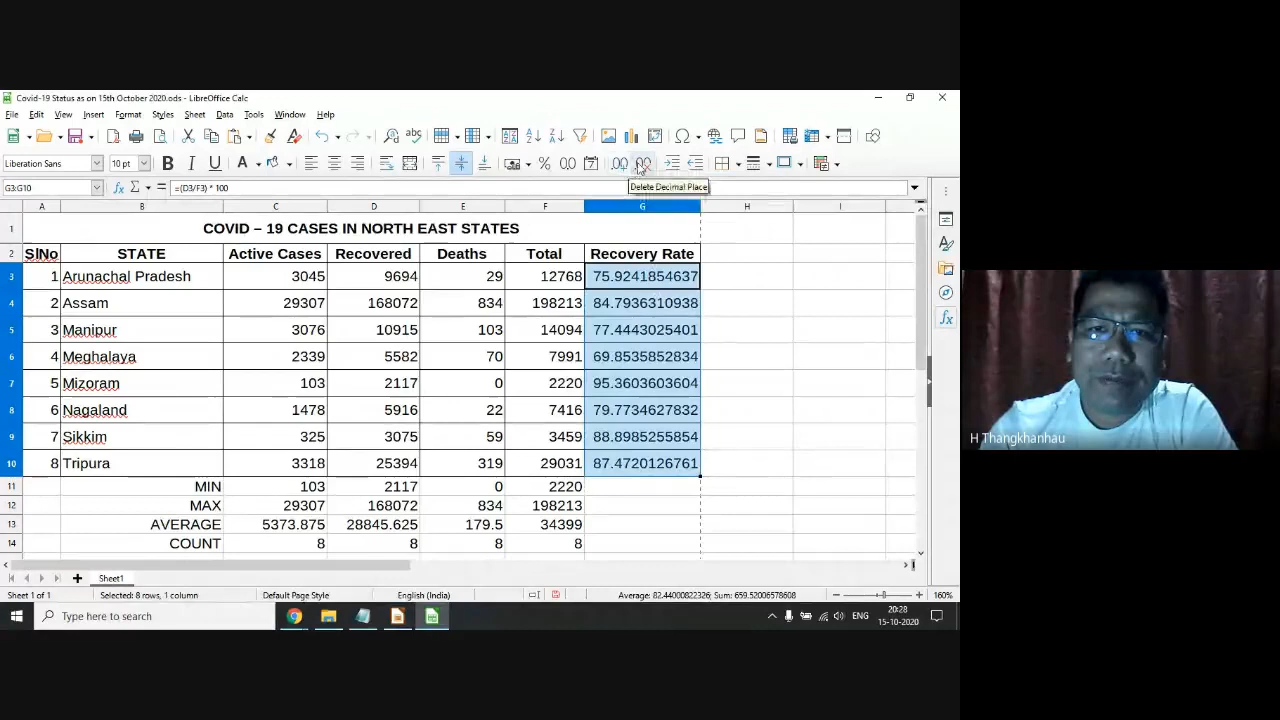 Covid-19 Status as on 15th October 2020.ods - LibreOffice Calc
File Edit View Insert Format Styles Sheet Data Tools Window Help
Liberation Sans 10 pt
Delete Decimal Place
G3:G10 =(D3/F3) * 100
A B C D E F G H I
1 COVID – 19 CASES IN NORTH EAST STATES
2 SlNo STATE Active Cases Recovered Deaths Total Recovery Rate
3 1 Arunachal Pradesh 3045 9694 29 12768 75.9241854637
4 2 Assam 29307 168072 834 198213 84.7936310938
5 3 Manipur 3076 10915 103 14094 77.4443025401
6 4 Meghalaya 2339 5582 70 7991 69.8535852834
7 5 Mizoram 103 2117 0 2220 95.3603603604
8 6 Nagaland 1478 5916 22 7416 79.7734627832
9 7 Sikkim 325 3075 59 3459 88.8985255854
10 8 Tripura 3318 25394 319 29031 87.4720126761
11 MIN 103 2117 0 2220
12 MAX 29307 168072 834 198213
13 AVERAGE 5373.875 28845.625 179.5 34399
14 COUNT 8 8 8 8
Sheet1
Sheet 1 of 1 Selected: 8 rows, 1 column Default Page Style English (India) Average: 82.44000822326; Sum: 659.52006578608 160%
Type here to search ENG 20:28
15-10-2020
H Thangkhanhau